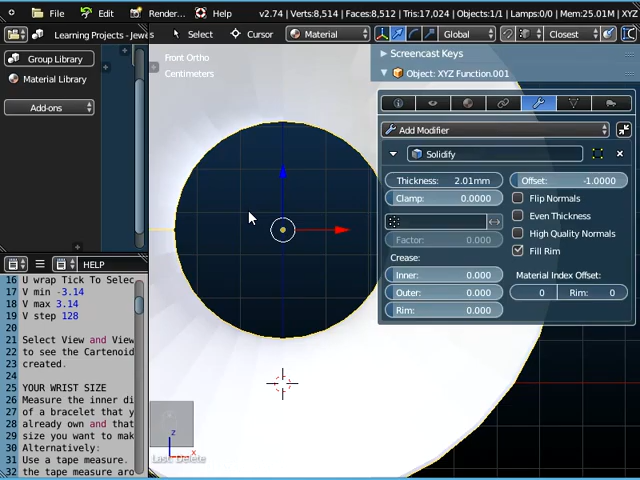 File
Render...
Help
v2.74 | Verts:8,514 | Faces:8,512 | Tris:17,024 | Objects:1/1 | Lamps:0/0 | Mem:25.01M | XYZ
Learning Projects - Jewe
Select
Cursor
Material
Global
Closest
Group Library
Material Library
Add-ons
Front Ortho
Centimeters
Screencast Keys
Object: XYZ Function.001
Add Modifier
Solidify
Thickness: 2.01mm
Offset: -1.0000
Clamp: 0.0000
Flip Normals
Even Thickness
High Quality Normals
Factor: 0.000
Fill Rim
Crease:
Material Index Offset:
Inner: 0.000
Outer: 0.000
0
Rim: 0
Rim: 0.000
HELP
16 U wrap Tick To Selec
17 V min -3.14
18 V max 3.14
19 V step 128
20
21 Select View and View
22 to see the Cartenoid
23 created.
24
25 YOUR WRIST SIZE
26 Measure the inner di
27 of a bracelet that y
28 already own and that
29 size you want to mak
30 Alternatively:
31 Use a tape measure.
32 the tape measure aro
z
x
Last: Delete